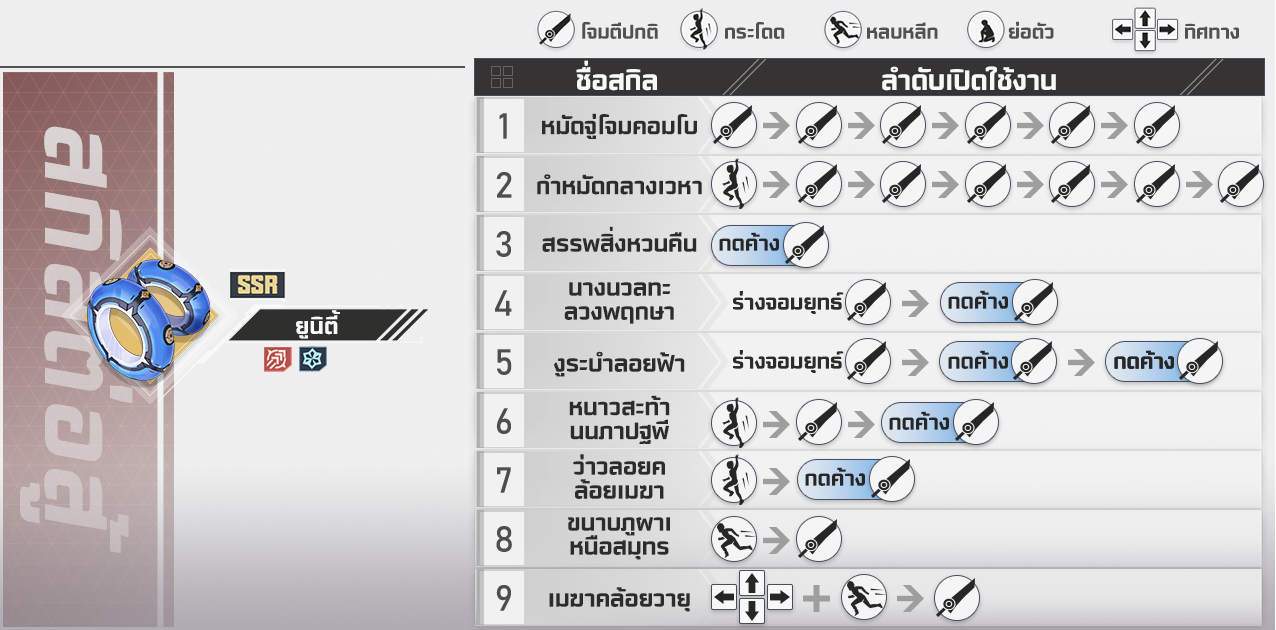 โจมตีปกติ กระโดด หลบหลีก ย่อตัว ทิศทาง
ชื่อสกิล ลำดับเปิดใช้งาน
สกิลต่อสู้
SSR
ยูนิตี้
1 หมัดจู่โจมคอมโบ
2 กำหมัดกลางเวหา
3 สรรพสิ่งหวนคืน กดค้าง
4 นางนวลทะ
ลวงพฤกษา
ร่างจอมยุทธ์ กดค้าง
5 งูระบำลอยฟ้า ร่างจอมยุทธ์ กดค้าง กดค้าง
6 หนาวสะท้า
นนภาปฐพี
กดค้าง
7 ว่าวลอยค
ล้อยเมฆา
กดค้าง
8 ขนาบภูผาเ
หนือสมุทร
9 เมฆาคล้อยวายุ